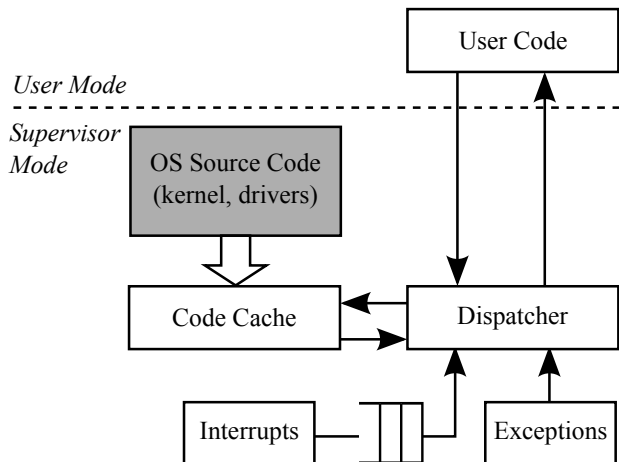 User Code
User Mode
Supervisor
Mode
OS Source Code
(kernel, drivers)
Code Cache
Dispatcher
Interrupts
Exceptions